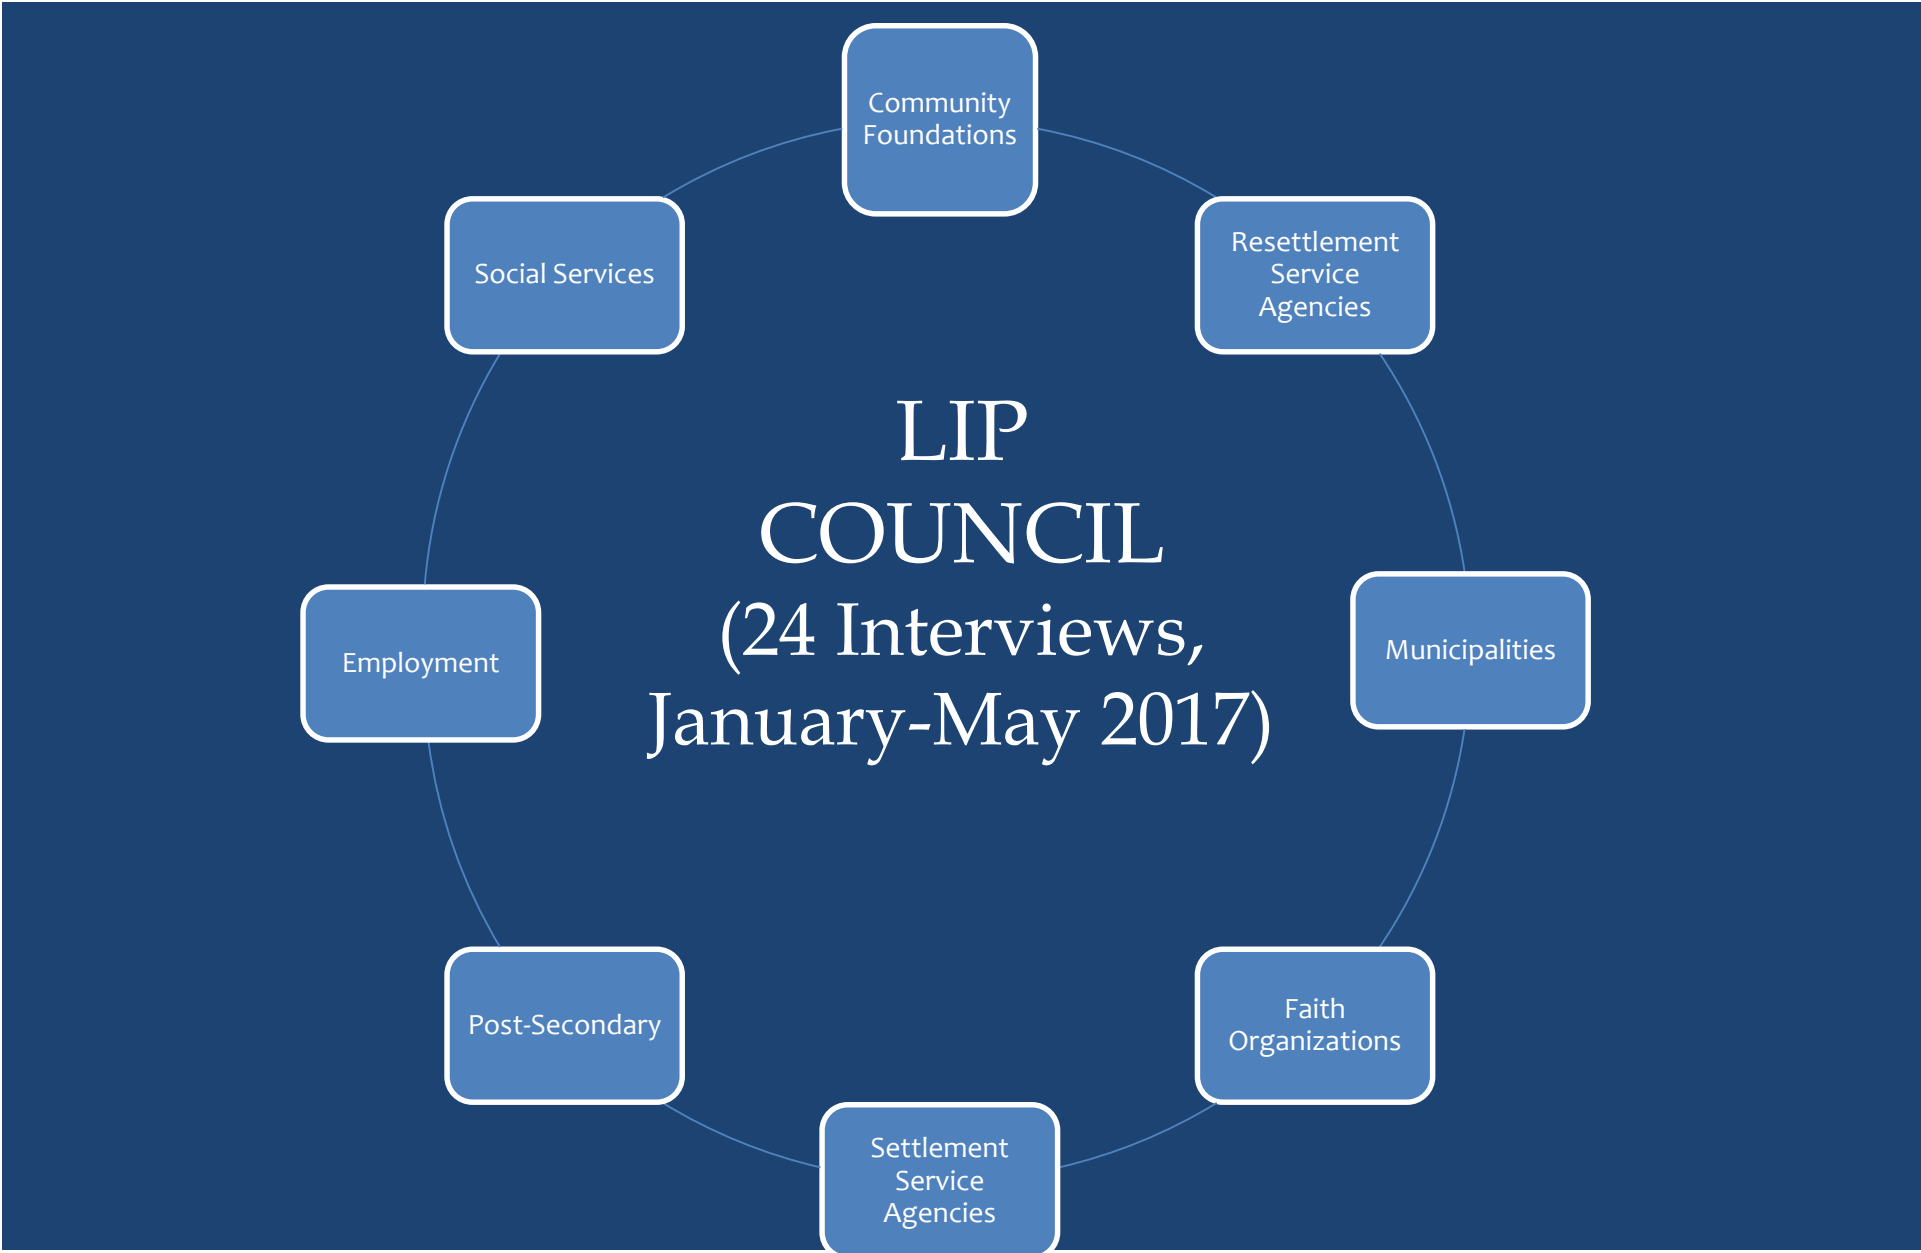 Community
Foundations
Resettlement
Service
Agencies
Municipalities
Faith
Organizations
Settlement
Service
Agencies
Post-Secondary
Employment
Social Services
LIP
COUNCIL
(24 Interviews,
January-May 2017)